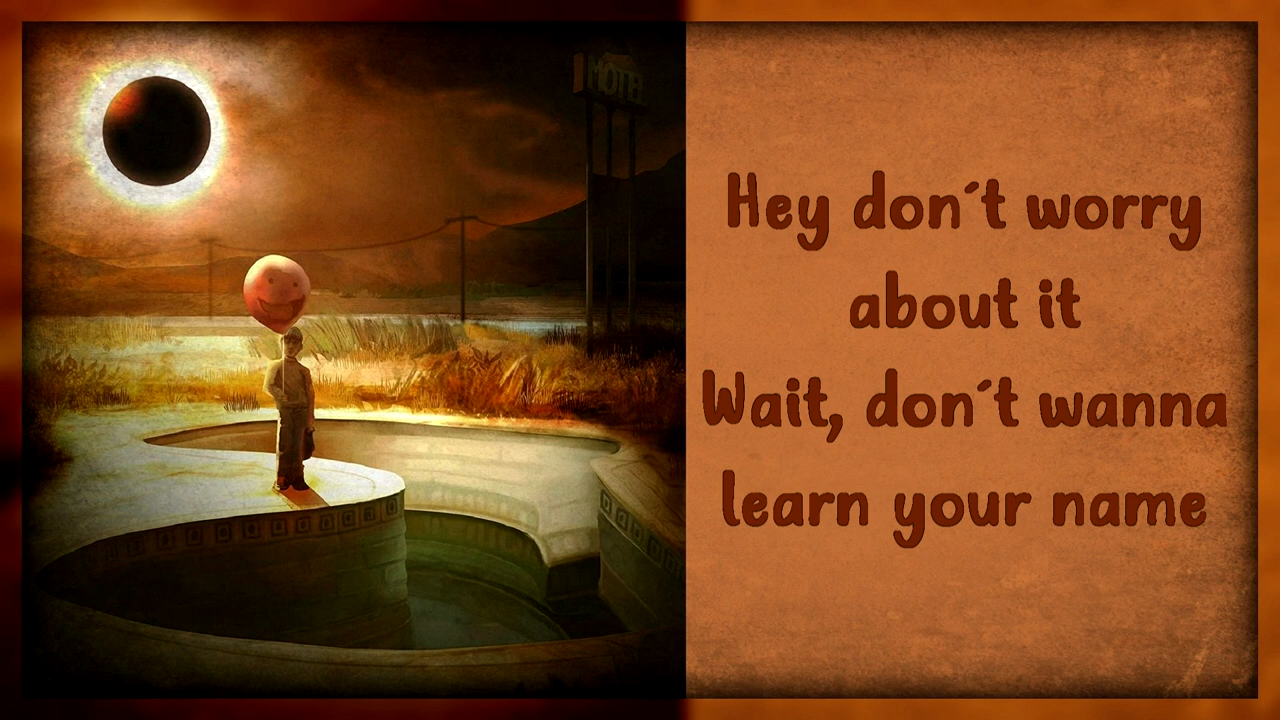 MOTEL
Hey don´t worry
about it
Wait, don´t wanna
learn your name